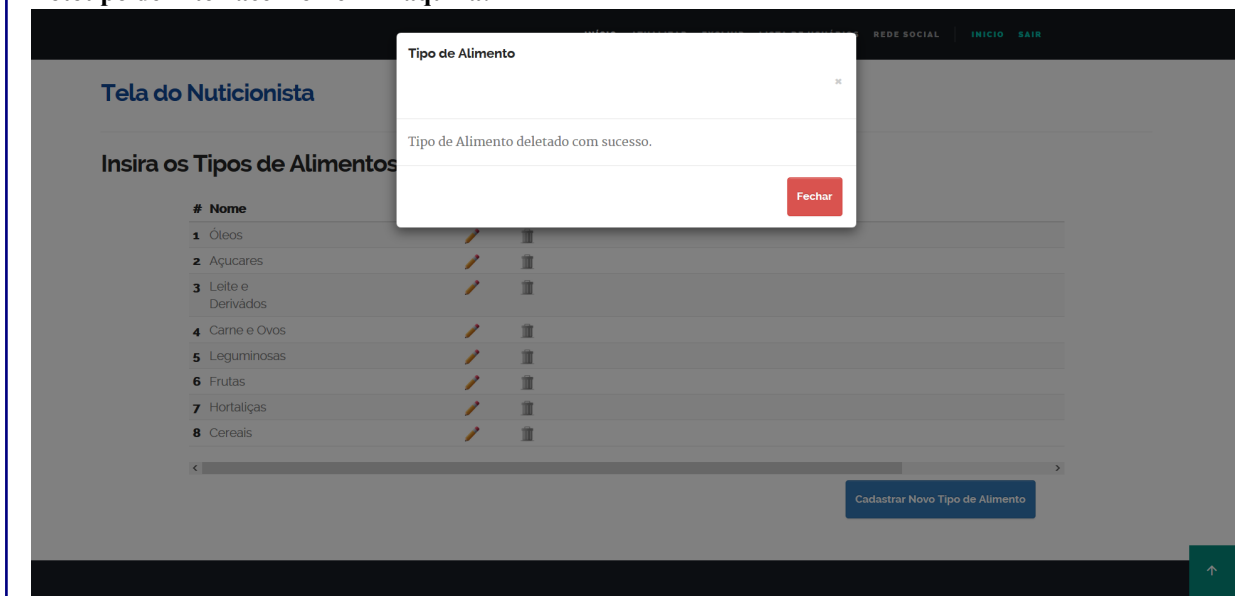 REDE SOCIAL INICIO SAIR
Tipo de Alimento
×
Tela do Nuticionista
Tipo de Alimento deletado com sucesso.
Insira os Tipos de Alimentos
Fechar
# Nome
1 Óleos
2 Açucares
3 Leite e
Derivádos
4 Carne e Ovos
5 Leguminosas
6 Frutas
7 Hortaliças
8 Cereais
Cadastrar Novo Tipo de Alimento